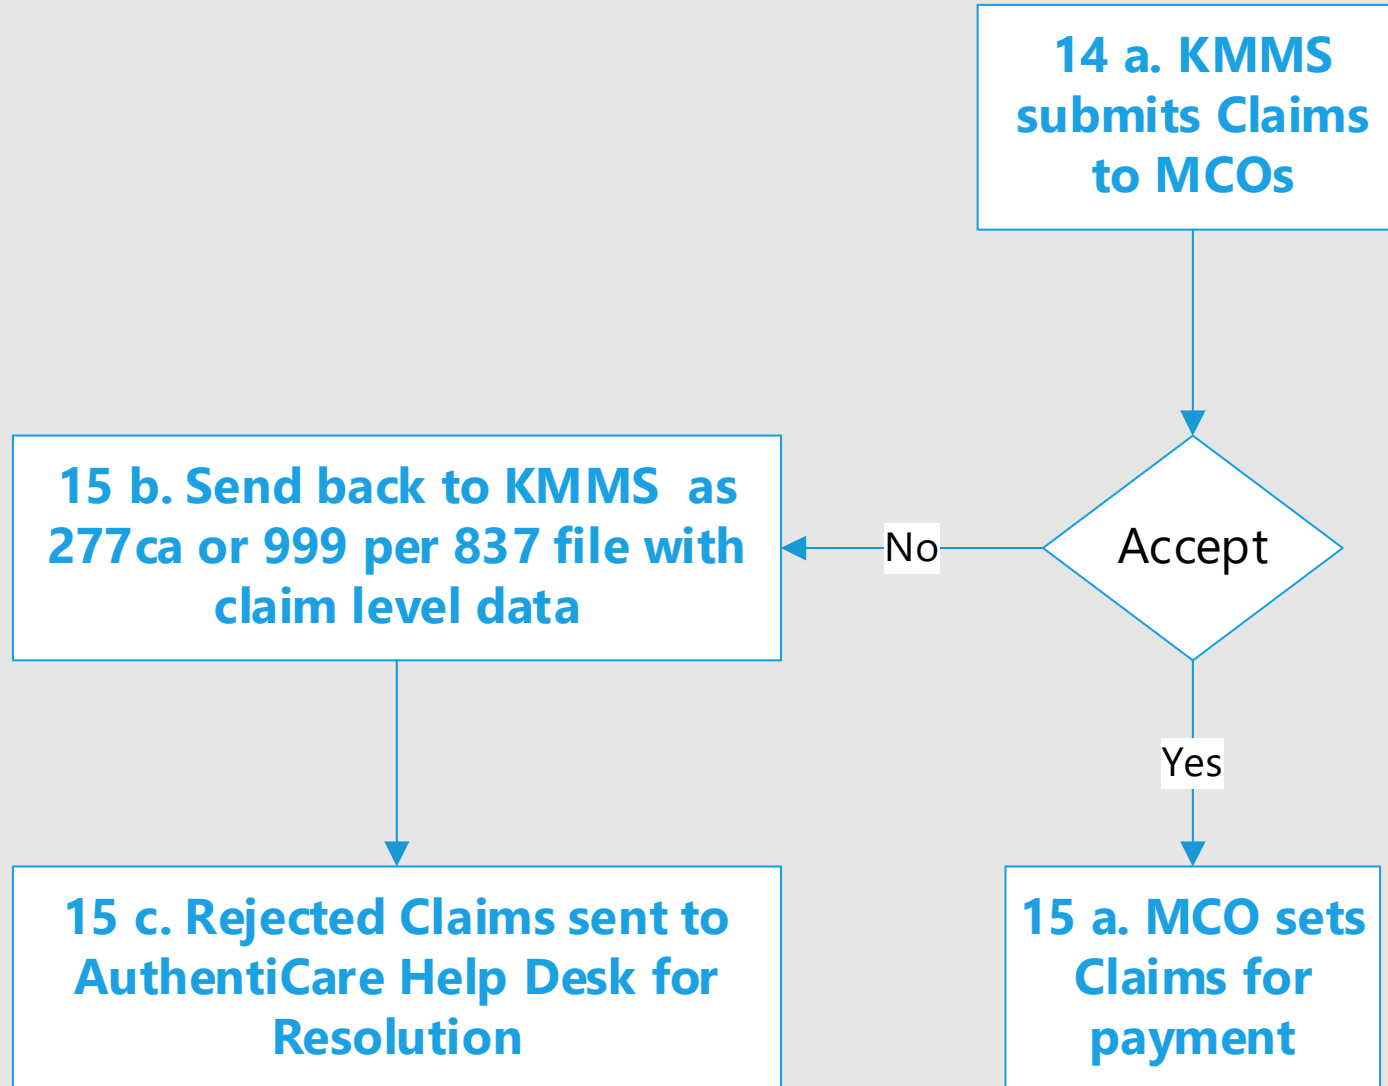 14 a. KMMS
submits Claims
to MCOs
15 b. Send back to KMMS  as
277ca or 999 per 837 file with
claim level data
No
Accept
Yes
15 c. Rejected Claims sent to
AuthentiCare Help Desk for
Resolution
15 a. MCO sets
Claims for
payment